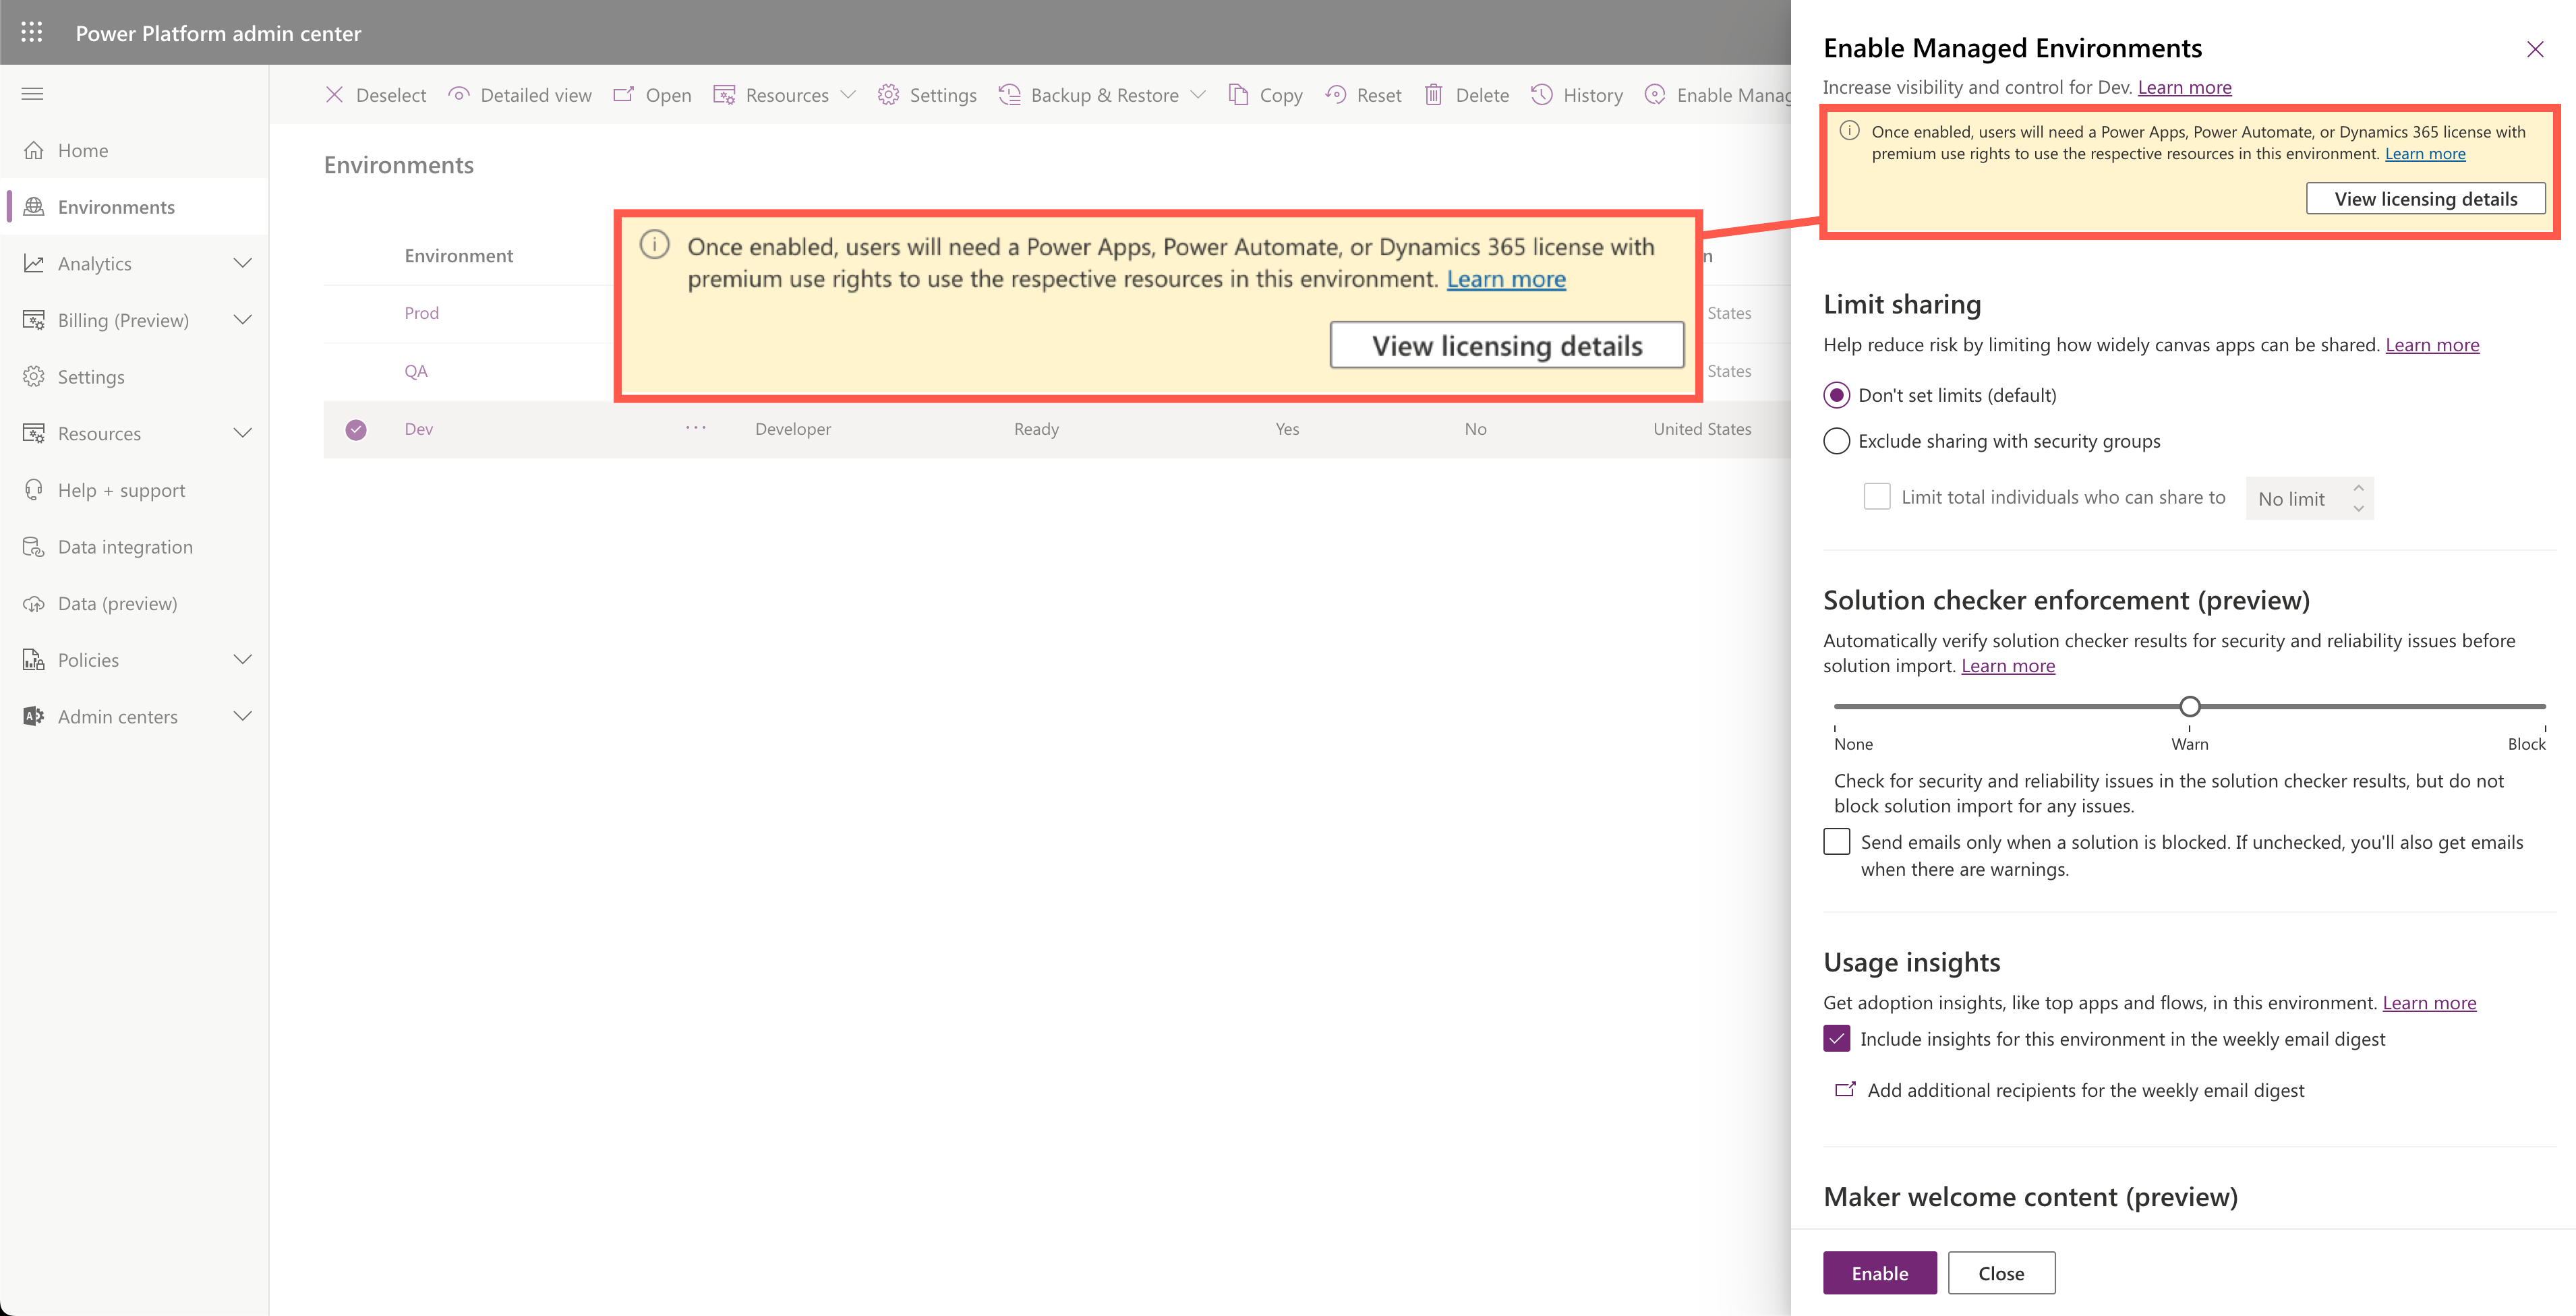 Power Platform admin center
Home
Environments
Analytics
Billing (Preview)
Settings
Resources
Help + support
Data integration
Data (preview)
Policies
Admin centers
Deselect
Detailed view
Open
Resources
Settings
Backup & Restore
Copy
Reset
Delete
History
Enable Manag
Environments
Environment
n
Prod
States
QA
States
Dev
Developer
Ready
Yes
No
United States
Once enabled, users will need a Power Apps, Power Automate, or Dynamics 365 license with
premium use rights to use the respective resources in this environment. Learn more
View licensing details
Enable Managed Environments
Increase visibility and control for Dev. Learn more
Once enabled, users will need a Power Apps, Power Automate, or Dynamics 365 license with
premium use rights to use the respective resources in this environment. Learn more
View licensing details
Limit sharing
Help reduce risk by limiting how widely canvas apps can be shared. Learn more
Don't set limits (default)
Exclude sharing with security groups
Limit total individuals who can share to
No limit
Solution checker enforcement (preview)
Automatically verify solution checker results for security and reliability issues before
solution import. Learn more
None
Warn
Block
Check for security and reliability issues in the solution checker results, but do not
block solution import for any issues.
Send emails only when a solution is blocked. If unchecked, you'll also get emails
when there are warnings.
Usage insights
Get adoption insights, like top apps and flows, in this environment. Learn more
Include insights for this environment in the weekly email digest
Add additional recipients for the weekly email digest
Maker welcome content (preview)
Enable
Close